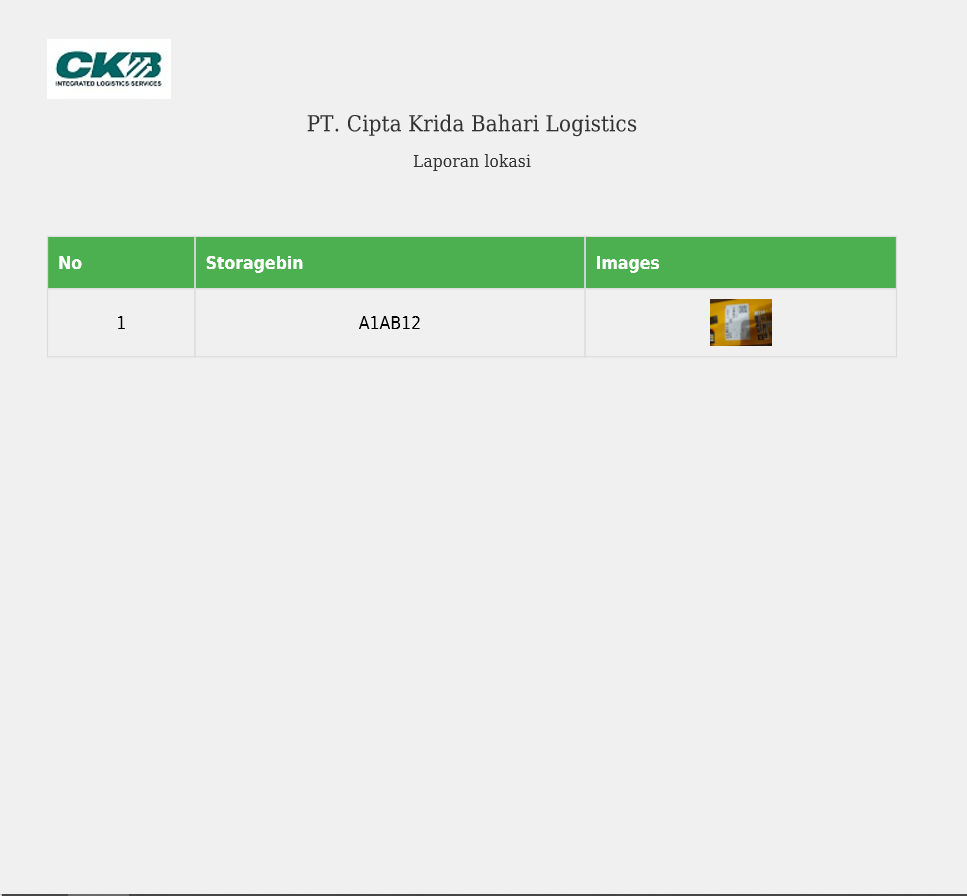 CKB
INTEGRATED LOGISTICS SERVICES
PT. Cipta Krida Bahari Logistics
Laporan lokasi
No Storagebin Images
1 A1AB12